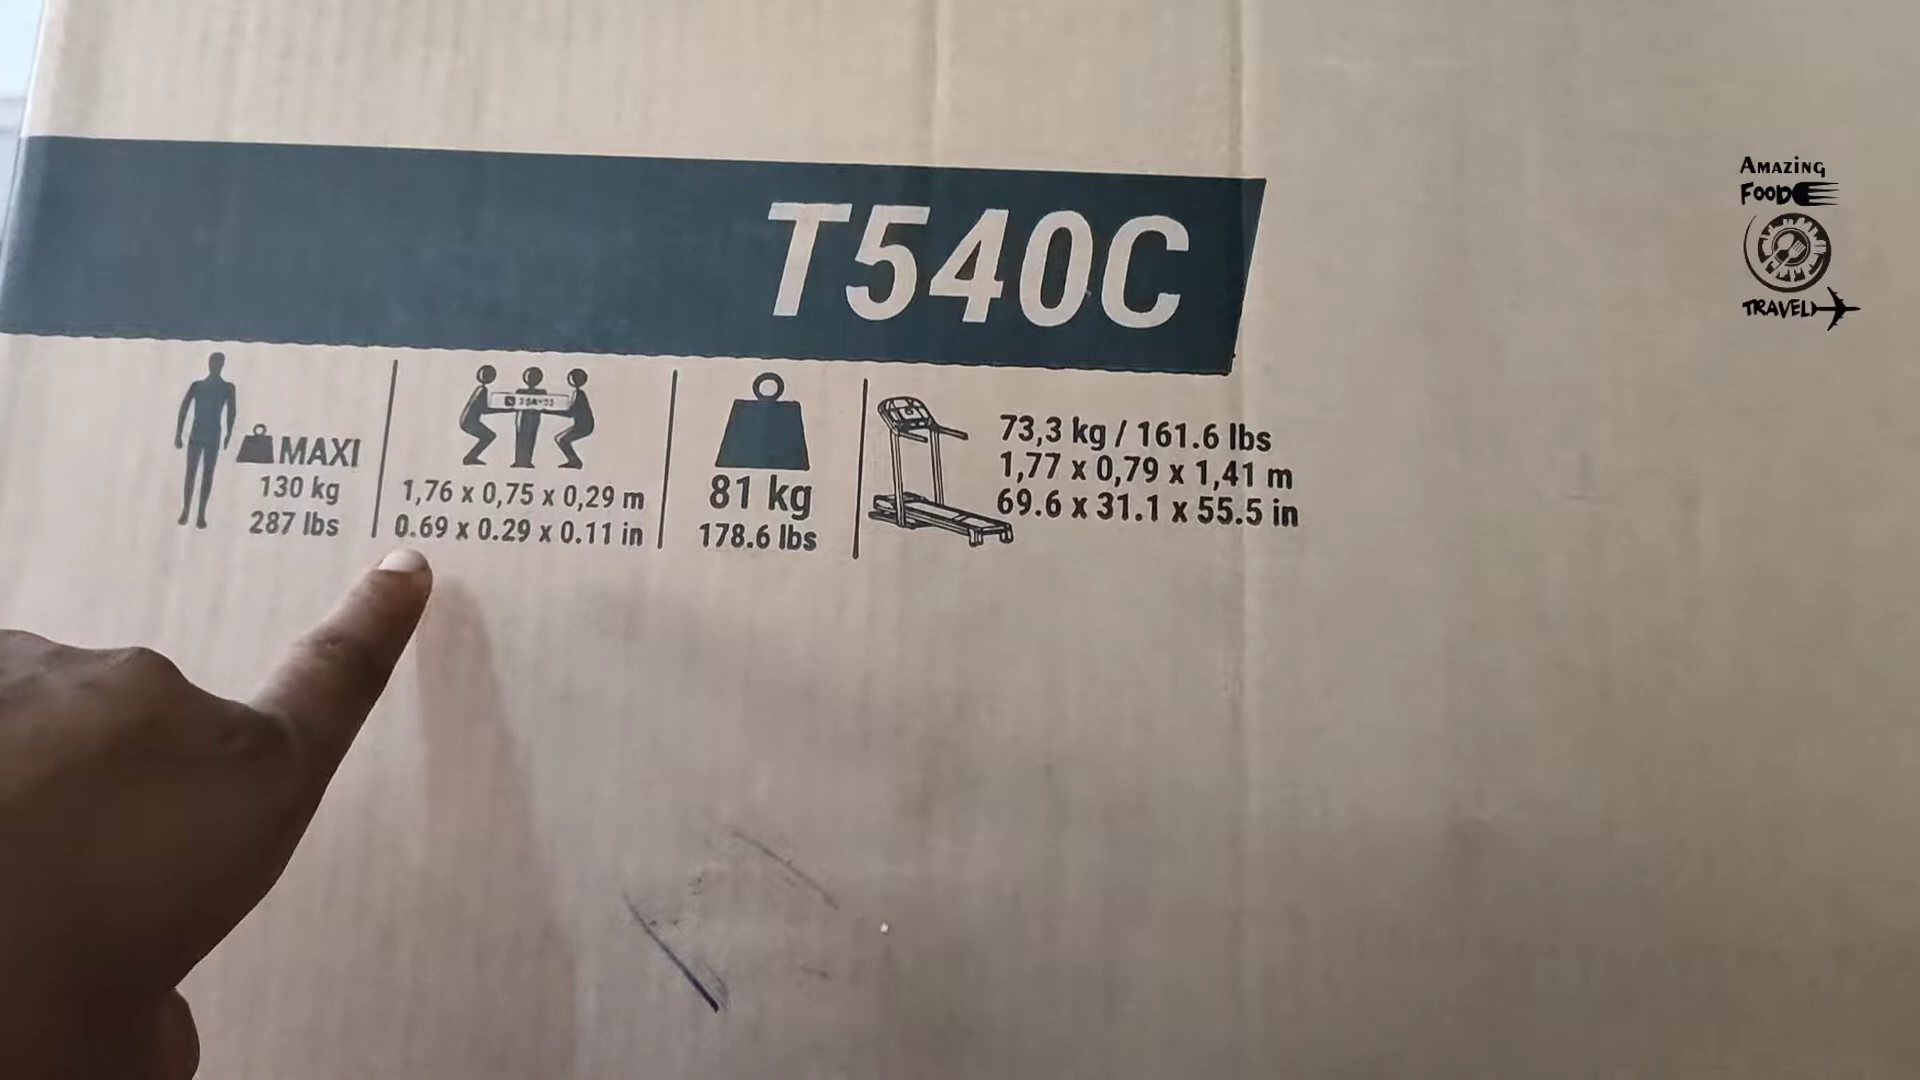 T540C
MAXI
130 kg
287 lbs
1,76 x 0,75 x 0,29 m
0.69 x 0.29 x 0.11 in
81 kg
178.6 lbs
73,3 kg / 161.6 lbs
1,77 x 0,79 x 1,41 m
69.6 x 31.1 x 55.5 in
AMAZING
FOOD
TRAVEL